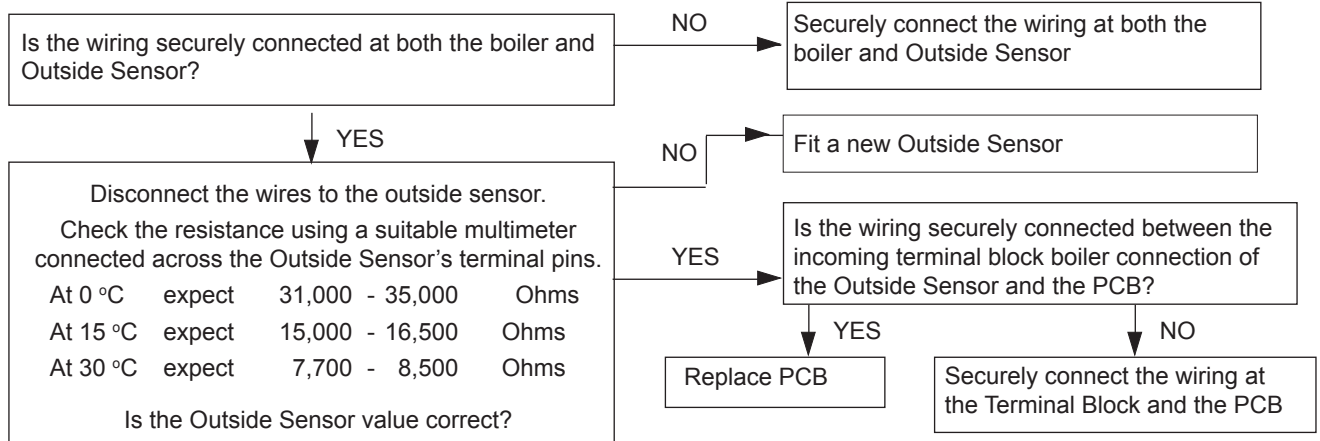 Is the wiring securely connected at both the boiler and
Outside Sensor?
NO
Securely connect the wiring at both the
boiler and Outside Sensor
YES
Disconnect the wires to the outside sensor.
Check the resistance using a suitable multimeter
connected across the Outside Sensor’s terminal pins.
At 0 °C expect 31,000 - 35,000 Ohms
At 15 °C expect 15,000 - 16,500 Ohms
At 30 °C expect 7,700 - 8,500 Ohms
Is the Outside Sensor value correct?
NO
Fit a new Outside Sensor
YES
Is the wiring securely connected between the
incoming terminal block boiler connection of
the Outside Sensor and the PCB?
YES
Replace PCB
NO
Securely connect the wiring at
the Terminal Block and the PCB